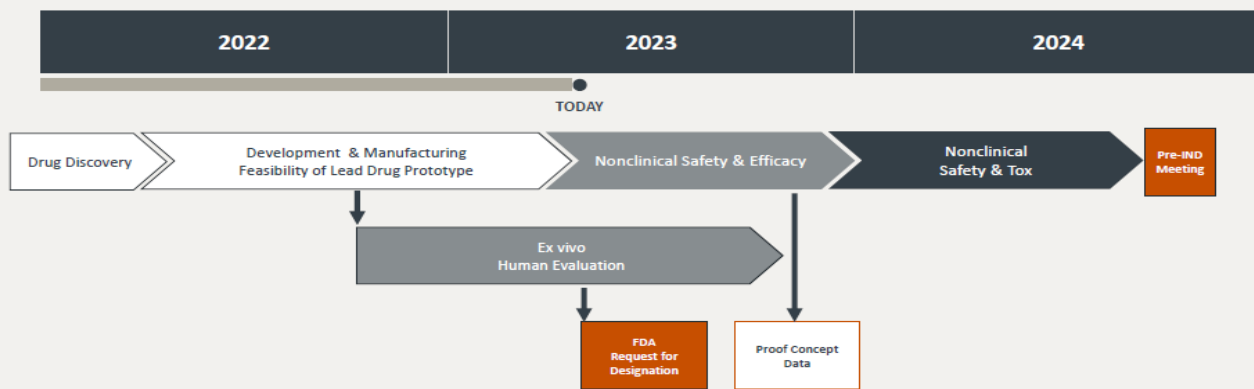 2022
2023
2024
TODAY
Drug Discovery
Development & Manufacturing
Feasibility of Lead Drug Prototype
Nonclinical Safety & Efficacy
Nonclinical
Safety & Tox
Pre-IND
Meeting
Ex vivo
Human Evaluation
FDA
Request for
Designation
Proof Concept
Data